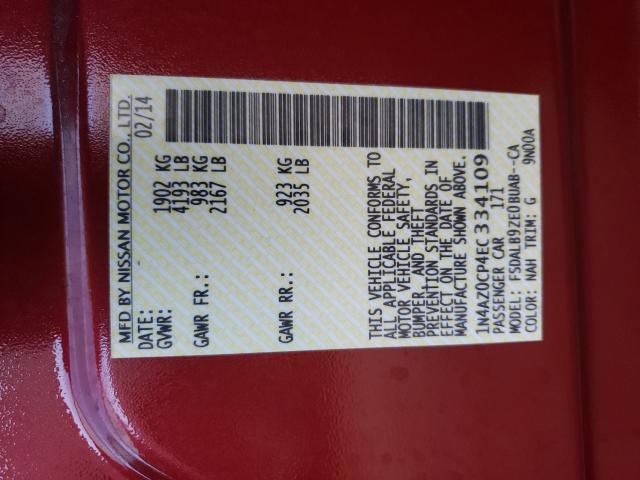 MFD BY NISSAN MOTOR CO.,LTD.
DATE: 02/14
GVWR: 1902 KG
4193 LB
GAWR FR.: 983 KG
2167 LB
GAWR RR.: 923 KG
2035 LB
THIS VEHICLE CONFORMS TO
ALL APPLICABLE FEDERAL
MOTOR VEHICLE SAFETY,
BUMPER, AND THEFT
PREVENTION STANDARDS IN
EFFECT ON THE DATE OF
MANUFACTURE SHOWN ABOVE.
1N4AZ0CP4EC334109
PASSENGER CAR 171
MODEL: FSDALB9ZE0BUAB--CA
COLOR: NAH TRIM: G 9N00A